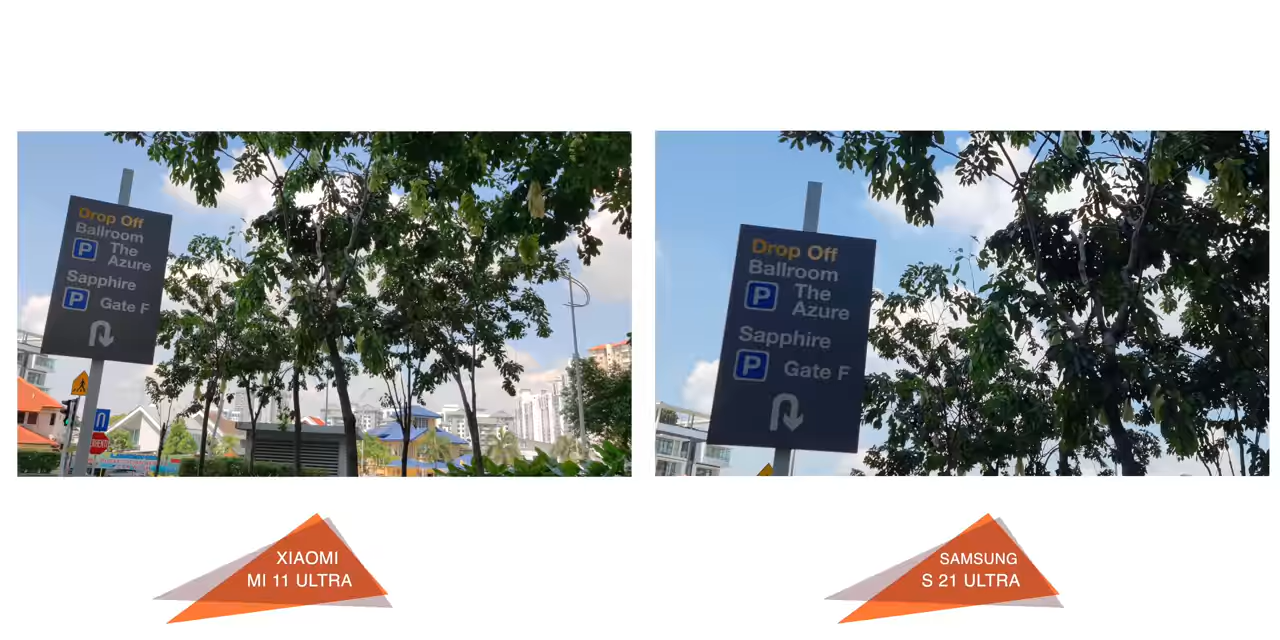 Drop Off
Ballroom
P The
Azure
Sapphire
P Gate F
Drop Off
Ballroom
P The
Azure
Sapphire
P Gate F
XIAOMI
MI 11 ULTRA
SAMSUNG
S 21 ULTRA